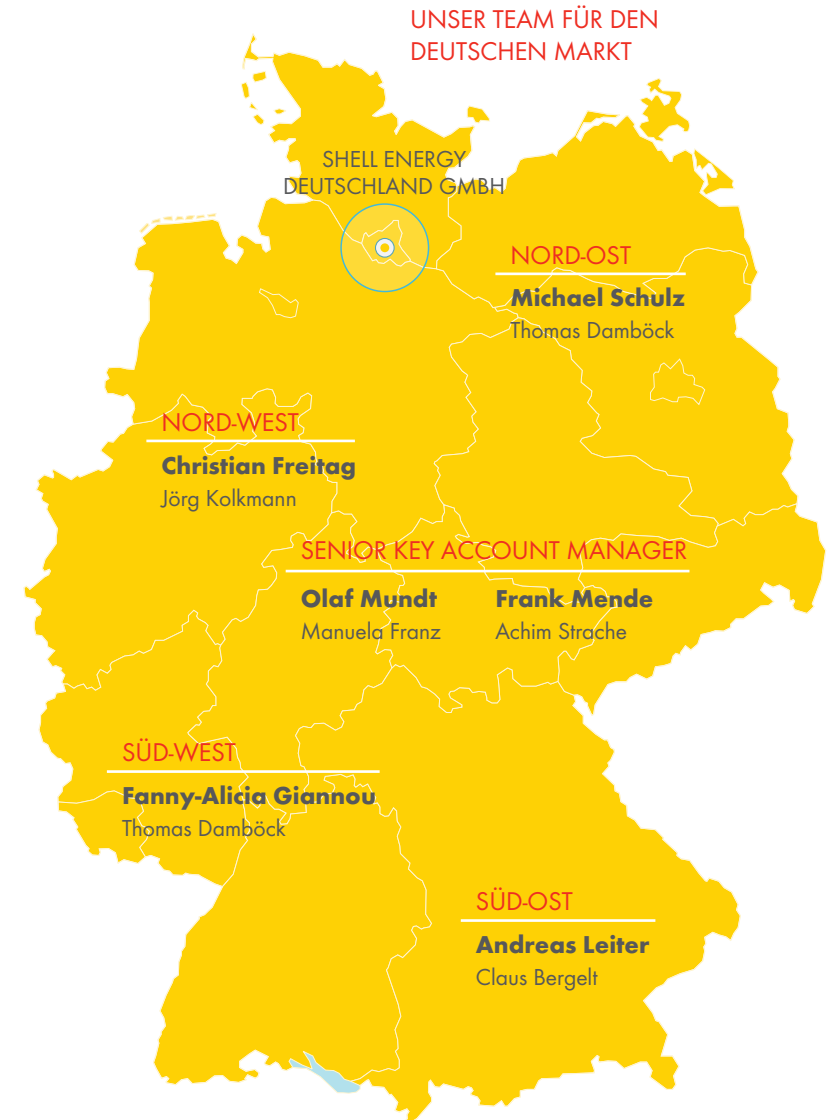 UNSER TEAM FÜR DEN
DEUTSCHEN MARKT
SHELL ENERGY
DEUTSCHLAND GMBH
NORD-OST
Michael Schulz
Thomas Damböck
NORD-WEST
Christian Freitag
Jörg Kolkmann
SENIOR KEY ACCOUNT MANAGER
Olaf Mundt
Manuela Franz
Frank Mende
Achim Strache
SÜD-WEST
Fanny-Alicia Giannou
Thomas Damböck
SÜD-OST
Andreas Leiter
Claus Bergelt